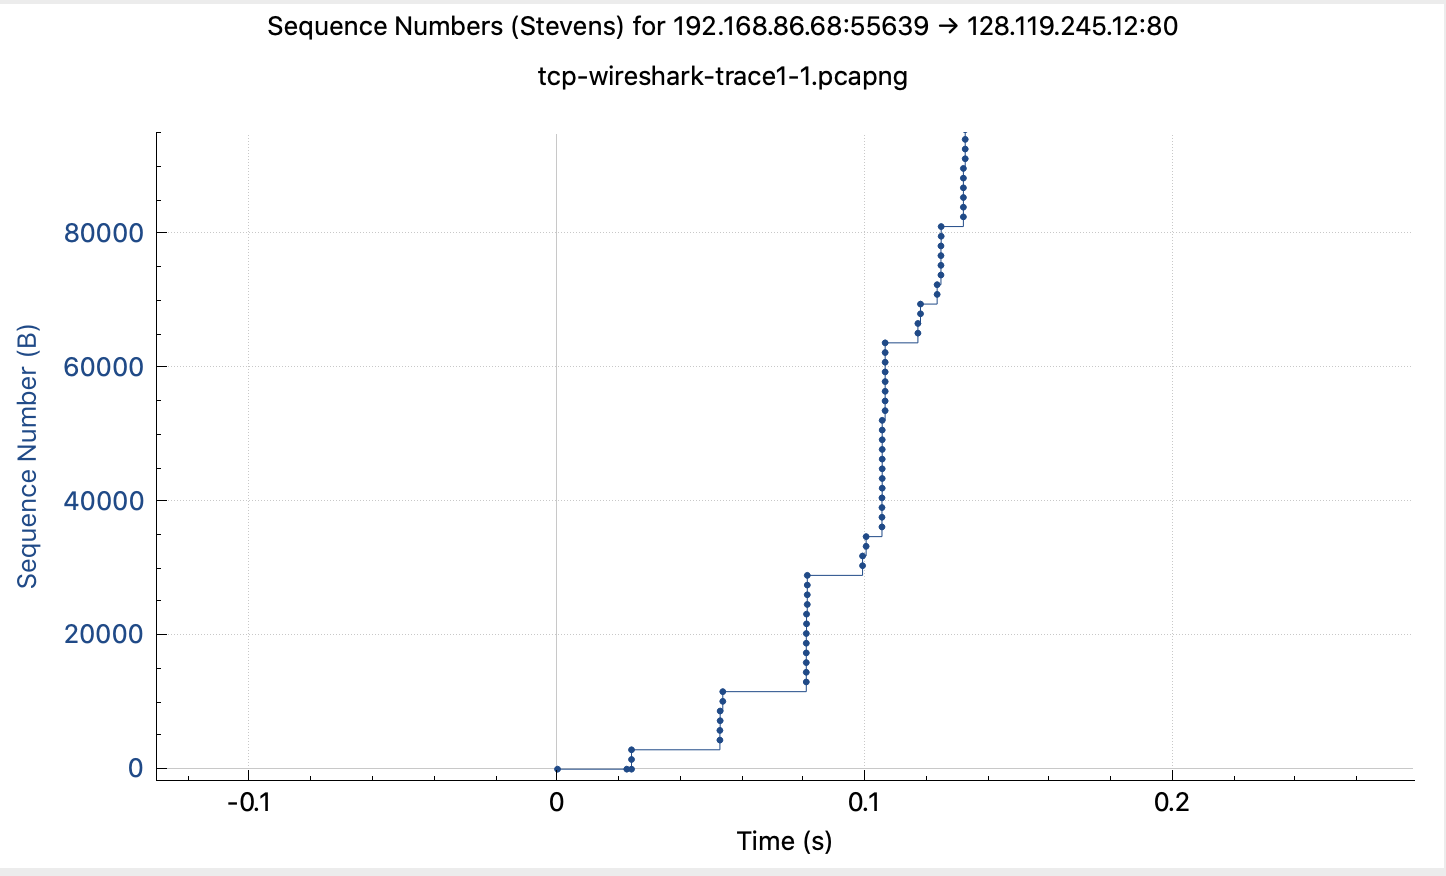 Sequence Numbers (Stevens) for 192.168.86.68:55639 → 128.119.245.12:80
tcp-wireshark-trace1-1.pcapng
80000
60000
40000
20000
0
Sequence Number (B)
-0.1 0 0.1 0.2
Time (s)